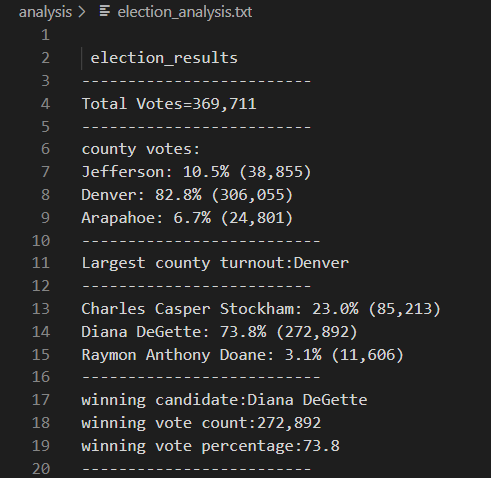 analysis > election_analysis.txt
1
2 election_results
3 -------------------------
4 Total Votes=369,711
5 -------------------------
6 county votes:
7 Jefferson: 10.5% (38,855)
8 Denver: 82.8% (306,055)
9 Arapahoe: 6.7% (24,801)
10 --------------------------
11 Largest county turnout:Denver
12 -------------------------
13 Charles Casper Stockham: 23.0% (85,213)
14 Diana DeGette: 73.8% (272,892)
15 Raymon Anthony Doane: 3.1% (11,606)
16 --------------------------
17 winning candidate:Diana DeGette
18 winning vote count:272,892
19 winning vote percentage:73.8
20 -------------------------